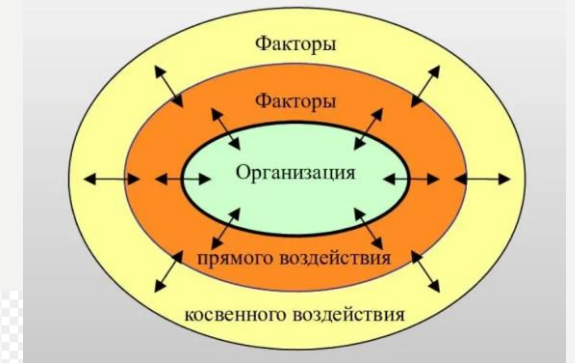 Факторы
Факторы
Организация
прямого воздействия
косвенного воздействия